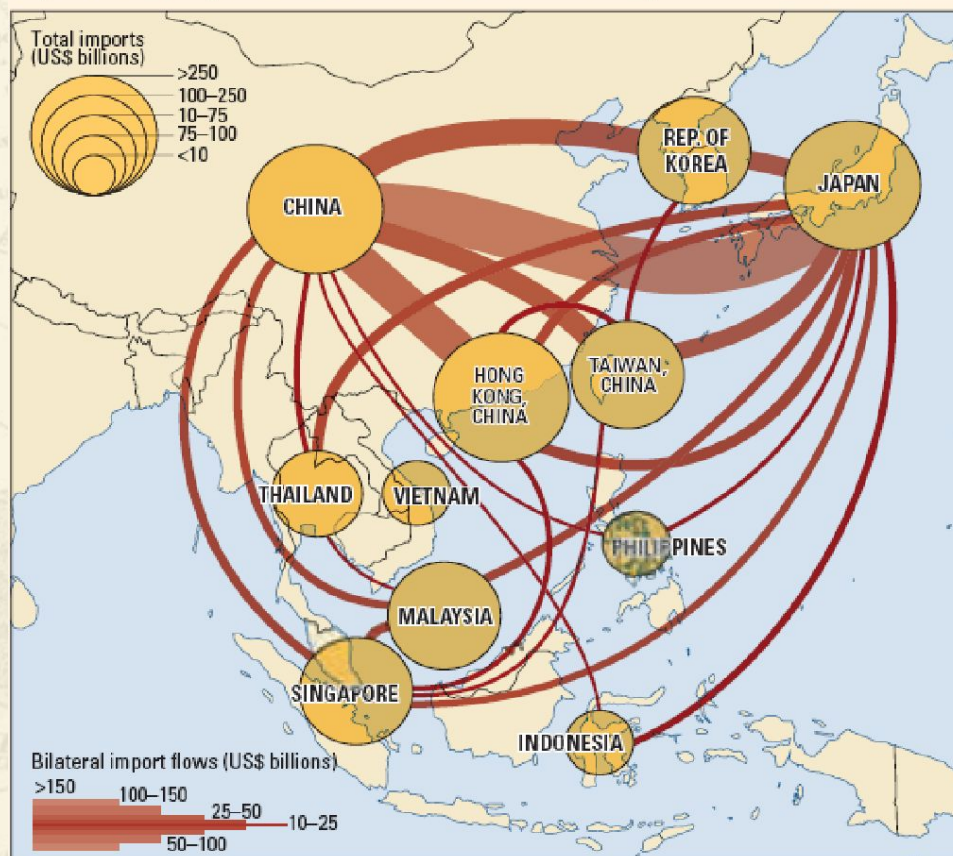 Total imports
(US$ billions)
>250
100–250
10–75
75–100
<10
REP. OF
KOREA
JAPAN
CHINA
HONG
KONG,
CHINA
TAIWAN,
CHINA
THAILAND
VIETNAM
PHILIPPINES
MALAYSIA
SINGAPORE
INDONESIA
Bilateral import flows (US$ billions)
>150
100–150
25–50
10–25
50–100